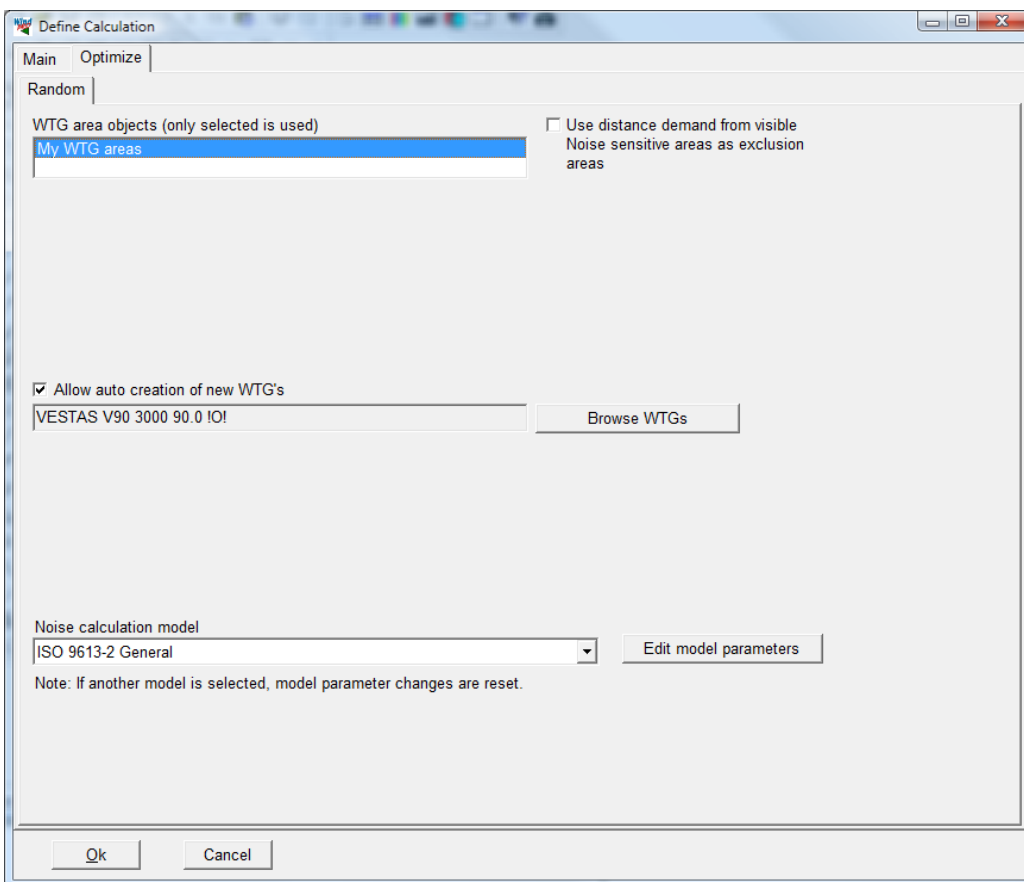 Define Calculation
Main
Optimize
Random
WTG area objects (only selected is used)
My WTG areas
Use distance demand from visible
Noise sensitive areas as exclusion
areas
Allow auto creation of new WTG's
VESTAS V90 3000 90.0 !O!
Browse WTGs
Noise calculation model
ISO 9613-2 General
Edit model parameters
Note: If another model is selected, model parameter changes are reset.
Ok
Cancel